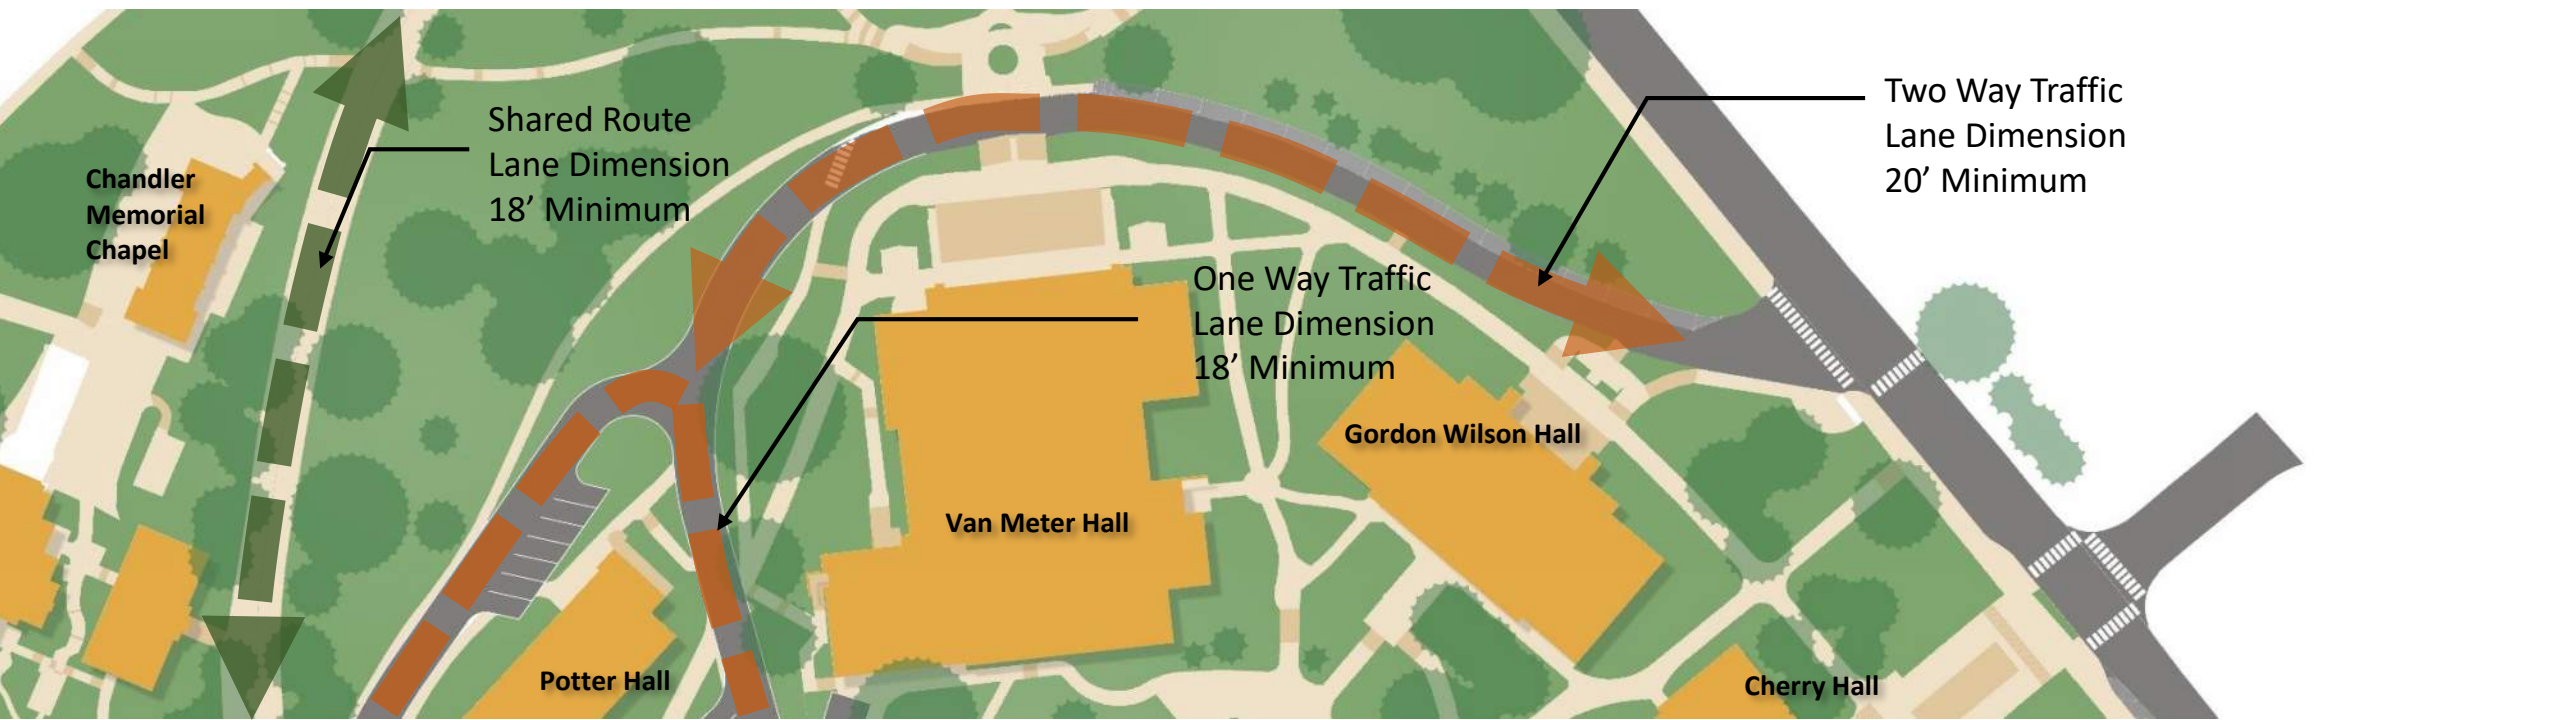 Chandler
Memorial
Chapel
Shared Route
Lane Dimension
18’ Minimum
Two Way Traffic
Lane Dimension
20’ Minimum
One Way Traffic
Lane Dimension
18’ Minimum
Gordon Wilson Hall
Van Meter Hall
Potter Hall
Cherry Hall